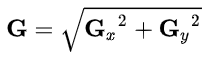 𝐆 = √(𝐆ₓ² + 𝐆ᵧ²)